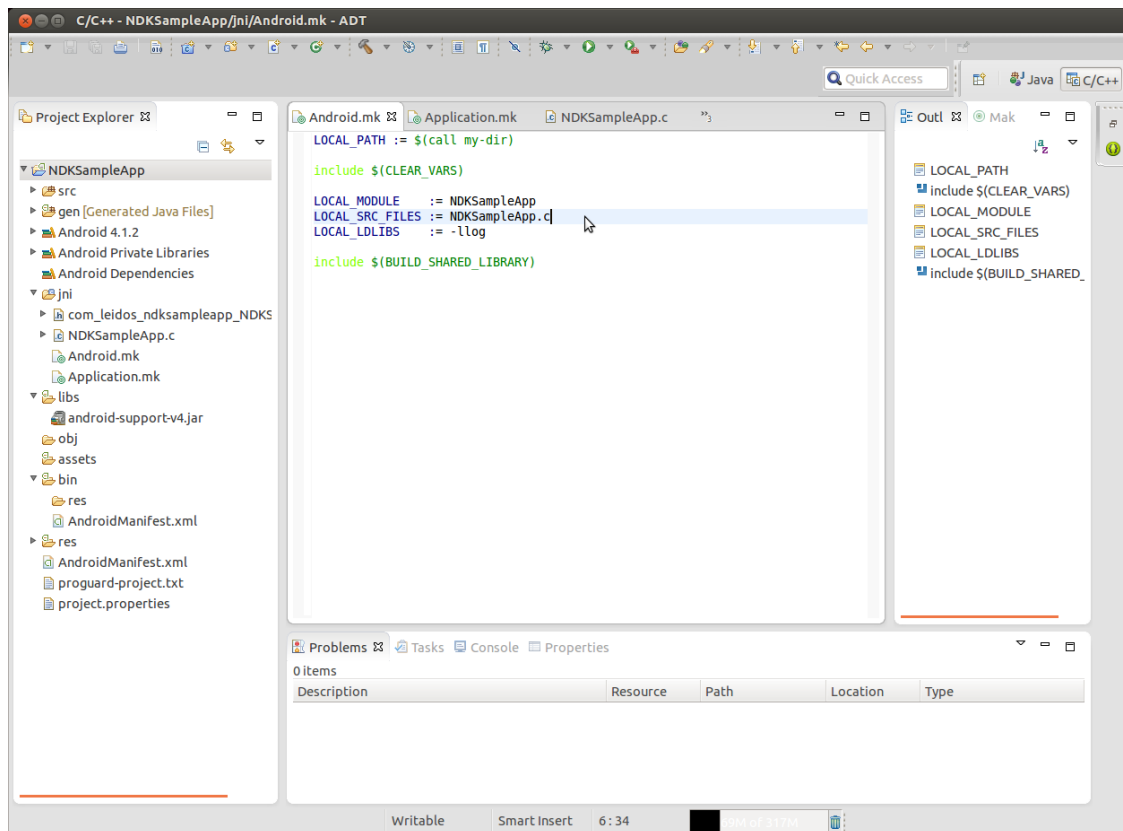 C/C++ - NDKSampleApp/jni/Android.mk - ADT
Quick Access
Java
C/C++
Project Explorer
NDKSampleApp
src
gen [Generated Java Files]
Android 4.1.2
Android Private Libraries
Android Dependencies
jni
com_leidos_ndksampleapp_NDKS
NDKSampleApp.c
Android.mk
Application.mk
libs
android-support-v4.jar
obj
assets
bin
res
AndroidManifest.xml
res
AndroidManifest.xml
proguard-project.txt
project.properties
Android.mk
Application.mk
NDKSampleApp.c
»3
LOCAL_PATH := $(call my-dir)
include $(CLEAR_VARS)
LOCAL_MODULE    := NDKSampleApp
LOCAL_SRC_FILES := NDKSampleApp.c
LOCAL_LDLIBS    := -llog
include $(BUILD_SHARED_LIBRARY)
Outl
Mak
LOCAL_PATH
include $(CLEAR_VARS)
LOCAL_MODULE
LOCAL_SRC_FILES
LOCAL_LDLIBS
include $(BUILD_SHARED_
Problems
Tasks
Console
Properties
0 items
Description Resource Path Location Type
Writable Smart Insert 6 : 34 of 317M